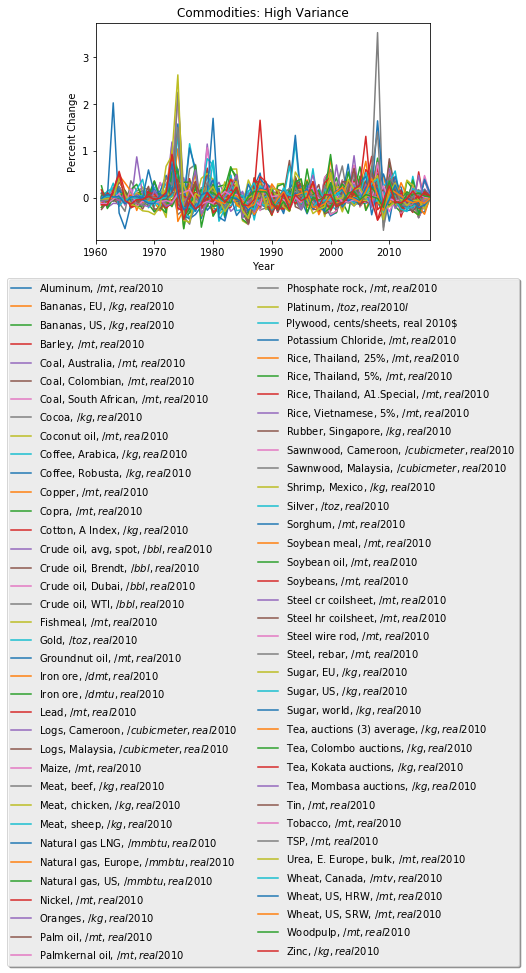 Commodities: High Variance
3
2
1
0
Percent Change
1960 1970 1980 1990 2000 2010
Year
Aluminum, /mt, real2010
Bananas, EU, /kg, real2010
Bananas, US, /kg, real2010
Barley, /mt, real2010
Coal, Australia, /mt, real2010
Coal, Colombian, /mt, real2010
Coal, South African, /mt, real2010
Cocoa, /kg, real2010
Coconut oil, /mt, real2010
Coffee, Arabica, /kg, real2010
Coffee, Robusta, /kg, real2010
Copper, /mt, real2010
Copra, /mt, real2010
Cotton, A Index, /kg, real2010
Crude oil, avg, spot, /bbl, real2010
Crude oil, Brendt, /bbl, real2010
Crude oil, Dubai, /bbl, real2010
Crude oil, WTI, /bbl, real2010
Fishmeal, /mt, real2010
Gold, /toz, real2010
Groundnut oil, /mt, real2010
Iron ore, /dmt, real2010
Iron ore, /dmtu, real2010
Lead, /mt, real2010
Logs, Cameroon, /cubicmeter, real2010
Logs, Malaysia, /cubicmeter, real2010
Maize, /mt, real2010
Meat, beef, /kg, real2010
Meat, chicken, /kg, real2010
Meat, sheep, /kg, real2010
Natural gas LNG, /mmbtu, real2010
Natural gas, Europe, /mmbtu, real2010
Natural gas, US, /mmbtu, real2010
Nickel, /mt, real2010
Oranges, /kg, real2010
Palm oil, /mt, real2010
Palmkernal oil, /mt, real2010
Phosphate rock, /mt, real2010
Platinum, /toz, real2010l
Plywood, cents/sheets, real 2010$
Potassium Chloride, /mt, real2010
Rice, Thailand, 25%, /mt, real2010
Rice, Thailand, 5%, /mt, real2010
Rice, Thailand, A1.Special, /mt, real2010
Rice, Vietnamese, 5%, /mt, real2010
Rubber, Singapore, /kg, real2010
Sawnwood, Cameroon, /cubicmeter, real2010
Sawnwood, Malaysia, /cubicmeter, real2010
Shrimp, Mexico, /kg, real2010
Silver, /toz, real2010
Sorghum, /mt, real2010
Soybean meal, /mt, real2010
Soybean oil, /mt, real2010
Soybeans, /mt, real2010
Steel cr coilsheet, /mt, real2010
Steel hr coilsheet, /mt, real2010
Steel wire rod, /mt, real2010
Steel, rebar, /mt, real2010
Sugar, EU, /kg, real2010
Sugar, US, /kg, real2010
Sugar, world, /kg, real2010
Tea, auctions (3) average, /kg, real2010
Tea, Colombo auctions, /kg, real2010
Tea, Kokata auctions, /kg, real2010
Tea, Mombasa auctions, /kg, real2010
Tin, /mt, real2010
Tobacco, /mt, real2010
TSP, /mt, real2010
Urea, E. Europe, bulk, /mt, real2010
Wheat, Canada, /mtv, real2010
Wheat, US, HRW, /mt, real2010
Wheat, US, SRW, /mt, real2010
Woodpulp, /mt, real2010
Zinc, /kg, real2010